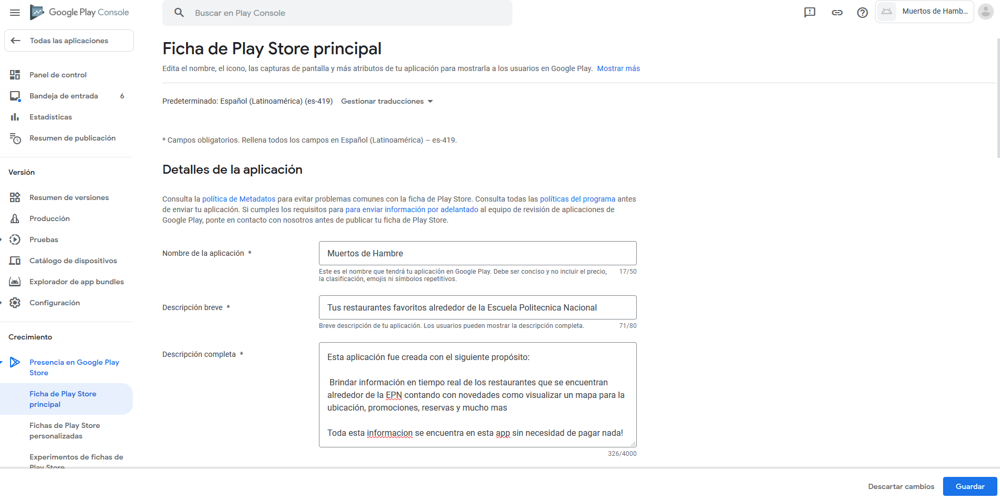 Google Play Console
Buscar en Play Console
Muertos de Hamb...
Todas las aplicaciones
Panel de control
Bandeja de entrada 6
Estadísticas
Resumen de publicación
Versión
Resumen de versiones
Producción
Pruebas
Catálogo de dispositivos
Explorador de app bundles
Configuración
Crecimiento
Presencia en Google Play
Store
Ficha de Play Store
principal
Fichas de Play Store
personalizadas
Experimentos de fichas de
Play Store
Ficha de Play Store principal
Edita el nombre, el icono, las capturas de pantalla y más atributos de tu aplicación para mostrarla a los usuarios en Google Play. Mostrar más
Predeterminado: Español (Latinoamérica) (es-419) Gestionar traducciones
* Campos obligatorios. Rellena todos los campos en Español (Latinoamérica) – es-419.
Detalles de la aplicación
Consulta la política de Metadatos para evitar problemas comunes con la ficha de Play Store. Consulta todas las políticas del programa antes
de enviar tu aplicación. Si cumples los requisitos para para enviar información por adelantado al equipo de revisión de aplicaciones de
Google Play, ponte en contacto con nosotros antes de publicar tu ficha de Play Store.
Nombre de la aplicación *
Muertos de Hambre
Este es el nombre que tendrá tu aplicación en Google Play. Debe ser conciso y no incluir el precio, 17/50
la clasificación, emojis ni símbolos repetitivos.
Descripción breve *
Tus restaurantes favoritos alrededor de la Escuela Politecnica Nacional
Breve descripción de tu aplicación. Los usuarios pueden mostrar la descripción completa. 71/80
Descripción completa *
Esta aplicación fue creada con el siguiente propósito:
Brindar información en tiempo real de los restaurantes que se encuentran
alrededor de la EPN contando con novedades como visualizar un mapa para la
ubicación, promociones, reservas y mucho mas
Toda esta informacion se encuentra en esta app sin necesidad de pagar nada!
326/4000
Descartar cambios
Guardar